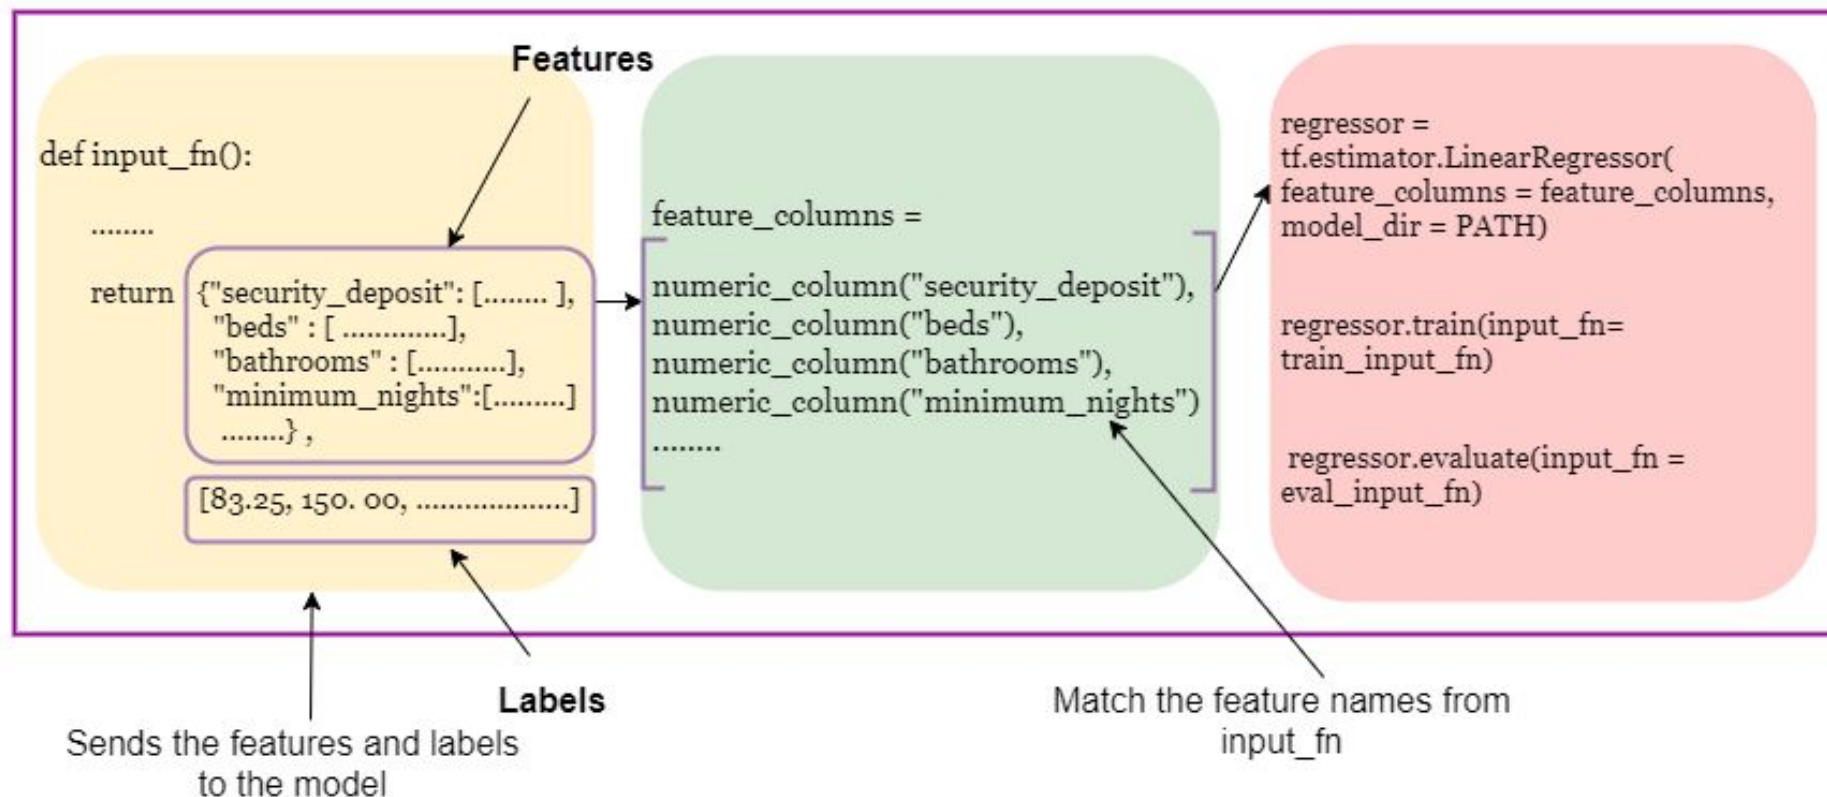 Features
def input_fn():
........
return {"security_deposit": [........ ],
"beds" : [ .............],
"bathrooms" : [...........],
"minimum_nights":[.........]
........} ,
[83.25, 150. 00, ...................]
Labels
Sends the features and labels
to the model
feature_columns =
numeric_column("security_deposit"),
numeric_column("beds"),
numeric_column("bathrooms"),
numeric_column("minimum_nights")
........
Match the feature names from
input_fn
regressor =
tf.estimator.LinearRegressor(
feature_columns = feature_columns,
model_dir = PATH)
regressor.train(input_fn=
train_input_fn)
regressor.evaluate(input_fn =
eval_input_fn)